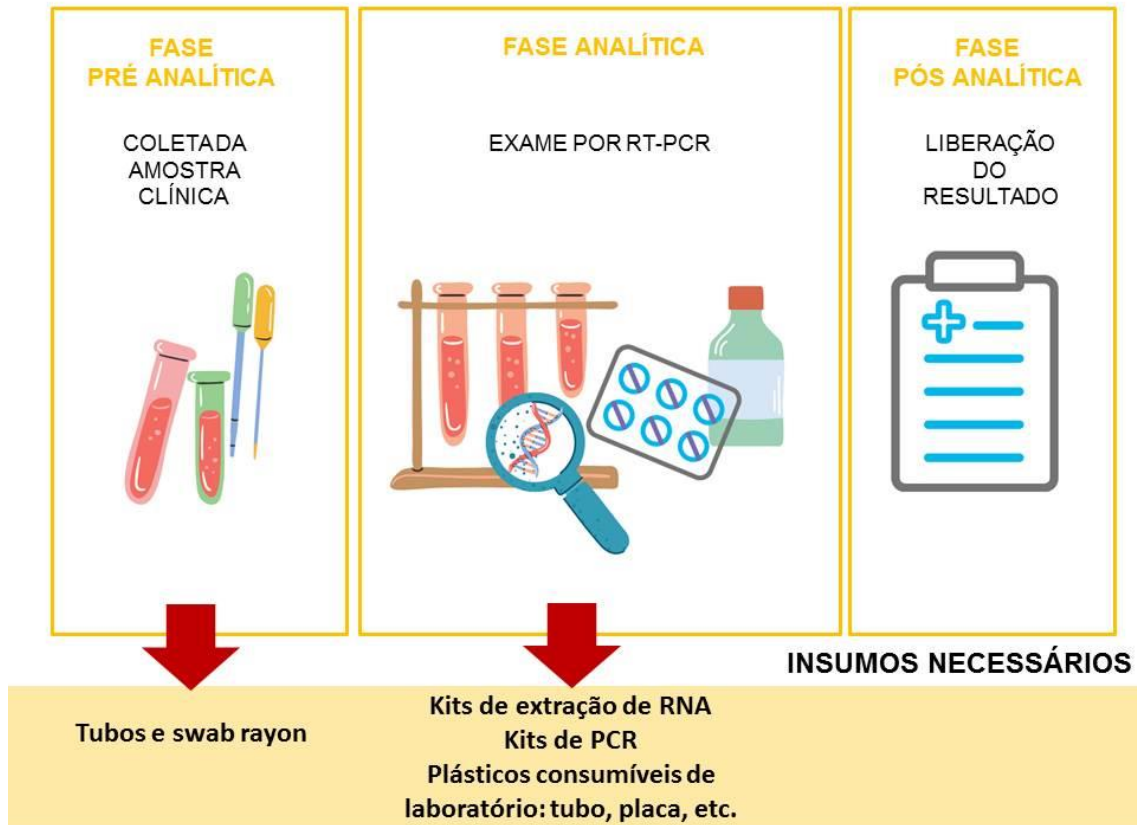 FASE
PRÉ ANALÍTICA
COLETADA
AMOSTRA
CLÍNICA
FASE ANALÍTICA
EXAME POR RT-PCR
FASE
PÓS ANALÍTICA
LIBERAÇÃO
DO
RESULTADO
INSUMOS NECESSÁRIOS
Tubos e swab rayon
Kits de extração de RNA
Kits de PCR
Plásticos consumíveis de
laboratório: tubo, placa, etc.